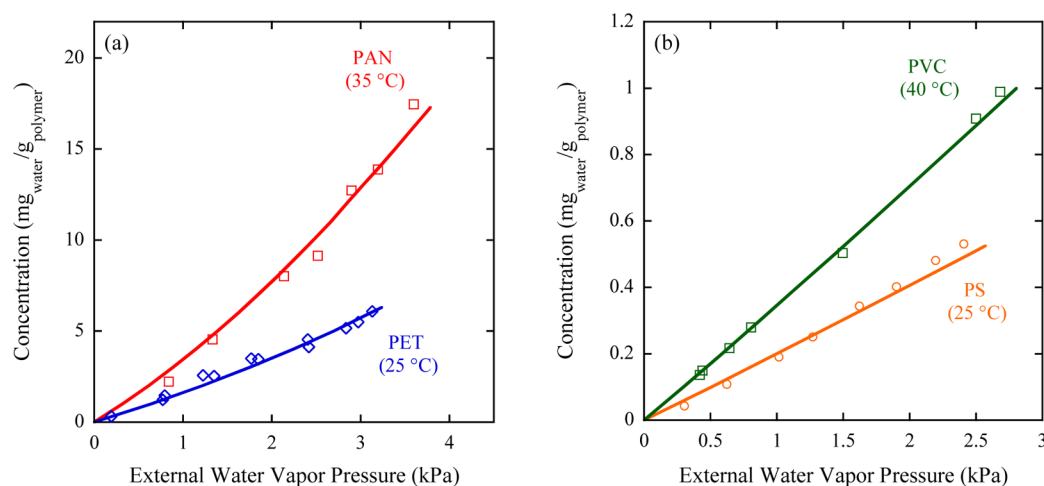 (a)
PAN
(35 °C)
PET
(25 °C)
20
15
10
5
0
0
1
2
3
4
Concentration (mg_water/g_polymer)
External Water Vapor Pressure (kPa)
(b)
PVC
(40 °C)
PS
(25 °C)
1.2
1
0.8
0.6
0.4
0.2
0
0
0.5
1
1.5
2
2.5
3
Concentration (mg_water/g_polymer)
External Water Vapor Pressure (kPa)